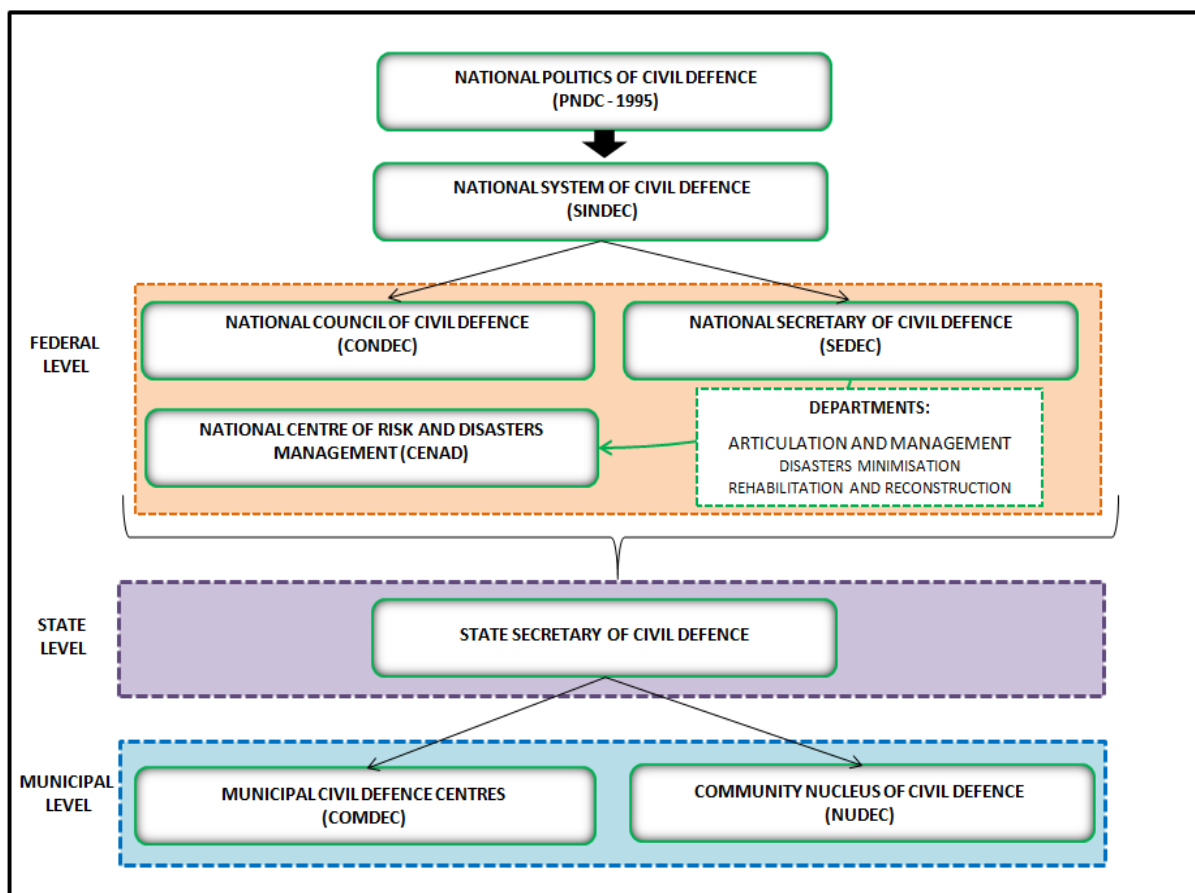 NATIONAL POLITICS OF CIVIL DEFENCE
(PNDC - 1995)
NATIONAL SYSTEM OF CIVIL DEFENCE
(SINDEC)
FEDERAL
LEVEL
NATIONAL COUNCIL OF CIVIL DEFENCE
(CONDEC)
NATIONAL SECRETARY OF CIVIL DEFENCE
(SEDEC)
NATIONAL CENTRE OF RISK AND DISASTERS
MANAGEMENT (CENAD)
DEPARTMENTS:
ARTICULATION AND MANAGEMENT
DISASTERS MINIMISATION
REHABILITATION AND RECONSTRUCTION
STATE
LEVEL
STATE SECRETARY OF CIVIL DEFENCE
MUNICIPAL
LEVEL
MUNICIPAL CIVIL DEFENCE CENTRES
(COMDEC)
COMMUNITY NUCLEUS OF CIVIL DEFENCE
(NUDEC)